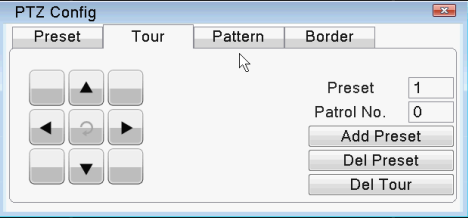 PTZ Config
Preset Tour Pattern Border
Preset 1
Patrol No. 0
Add Preset
Del Preset
Del Tour